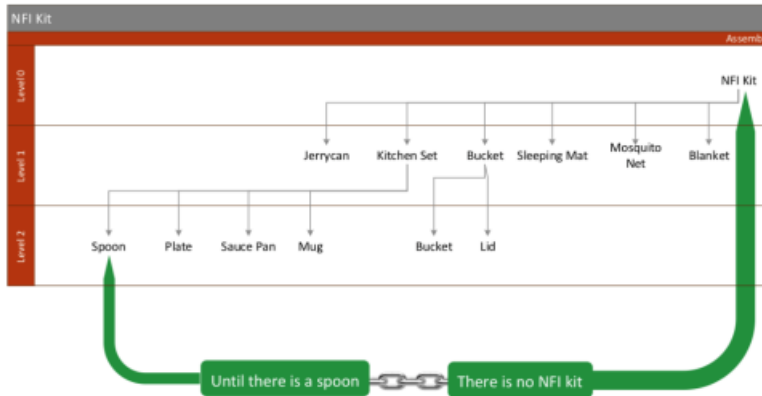 NFI Kit
Level 0
NFI Kit
Level 1
Jerrycan
Kitchen Set
Bucket
Sleeping Mat
Mosquito
Net
Blanket
Level 2
Spoon
Plate
Sauce Pan
Mug
Bucket
Lid
Until there is a spoon
There is no NFI kit